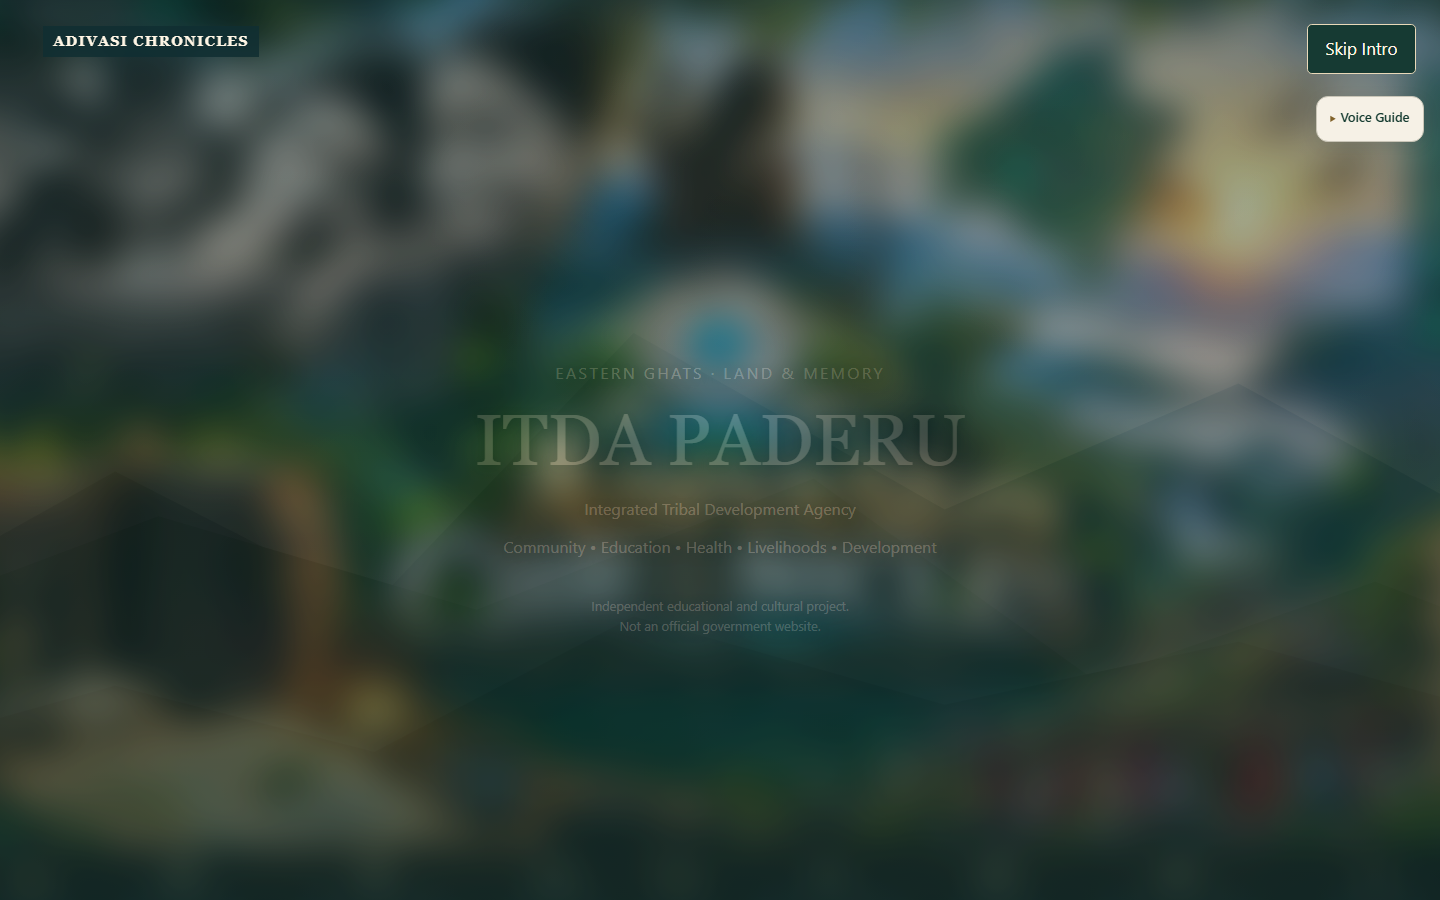 ADIVASI CHRONICLES
Skip Intro
Voice Guide
EASTERN GHATS · LAND & MEMORY
ITDA PADERU
Integrated Tribal Development Agency
Community • Education • Health • Livelihoods • Development
Independent educational and cultural project.
Not an official government website.